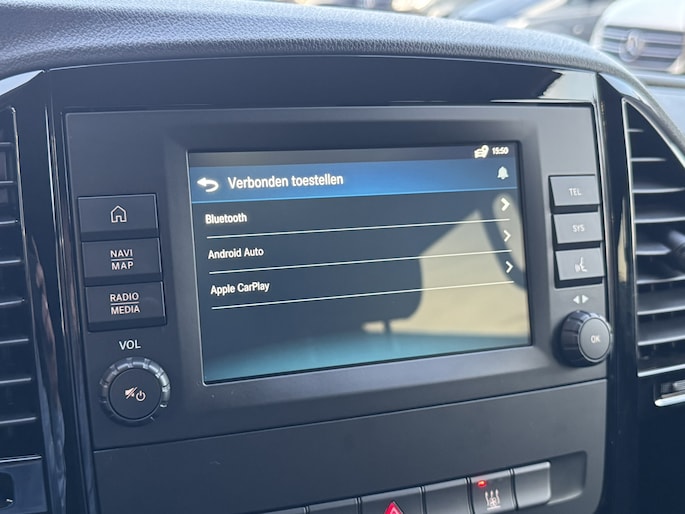 15:50
Verbonden toestellen
Bluetooth
Android Auto
Apple CarPlay
NAVI
MAP
RADIO
MEDIA
VOL
TEL
SYS
OK